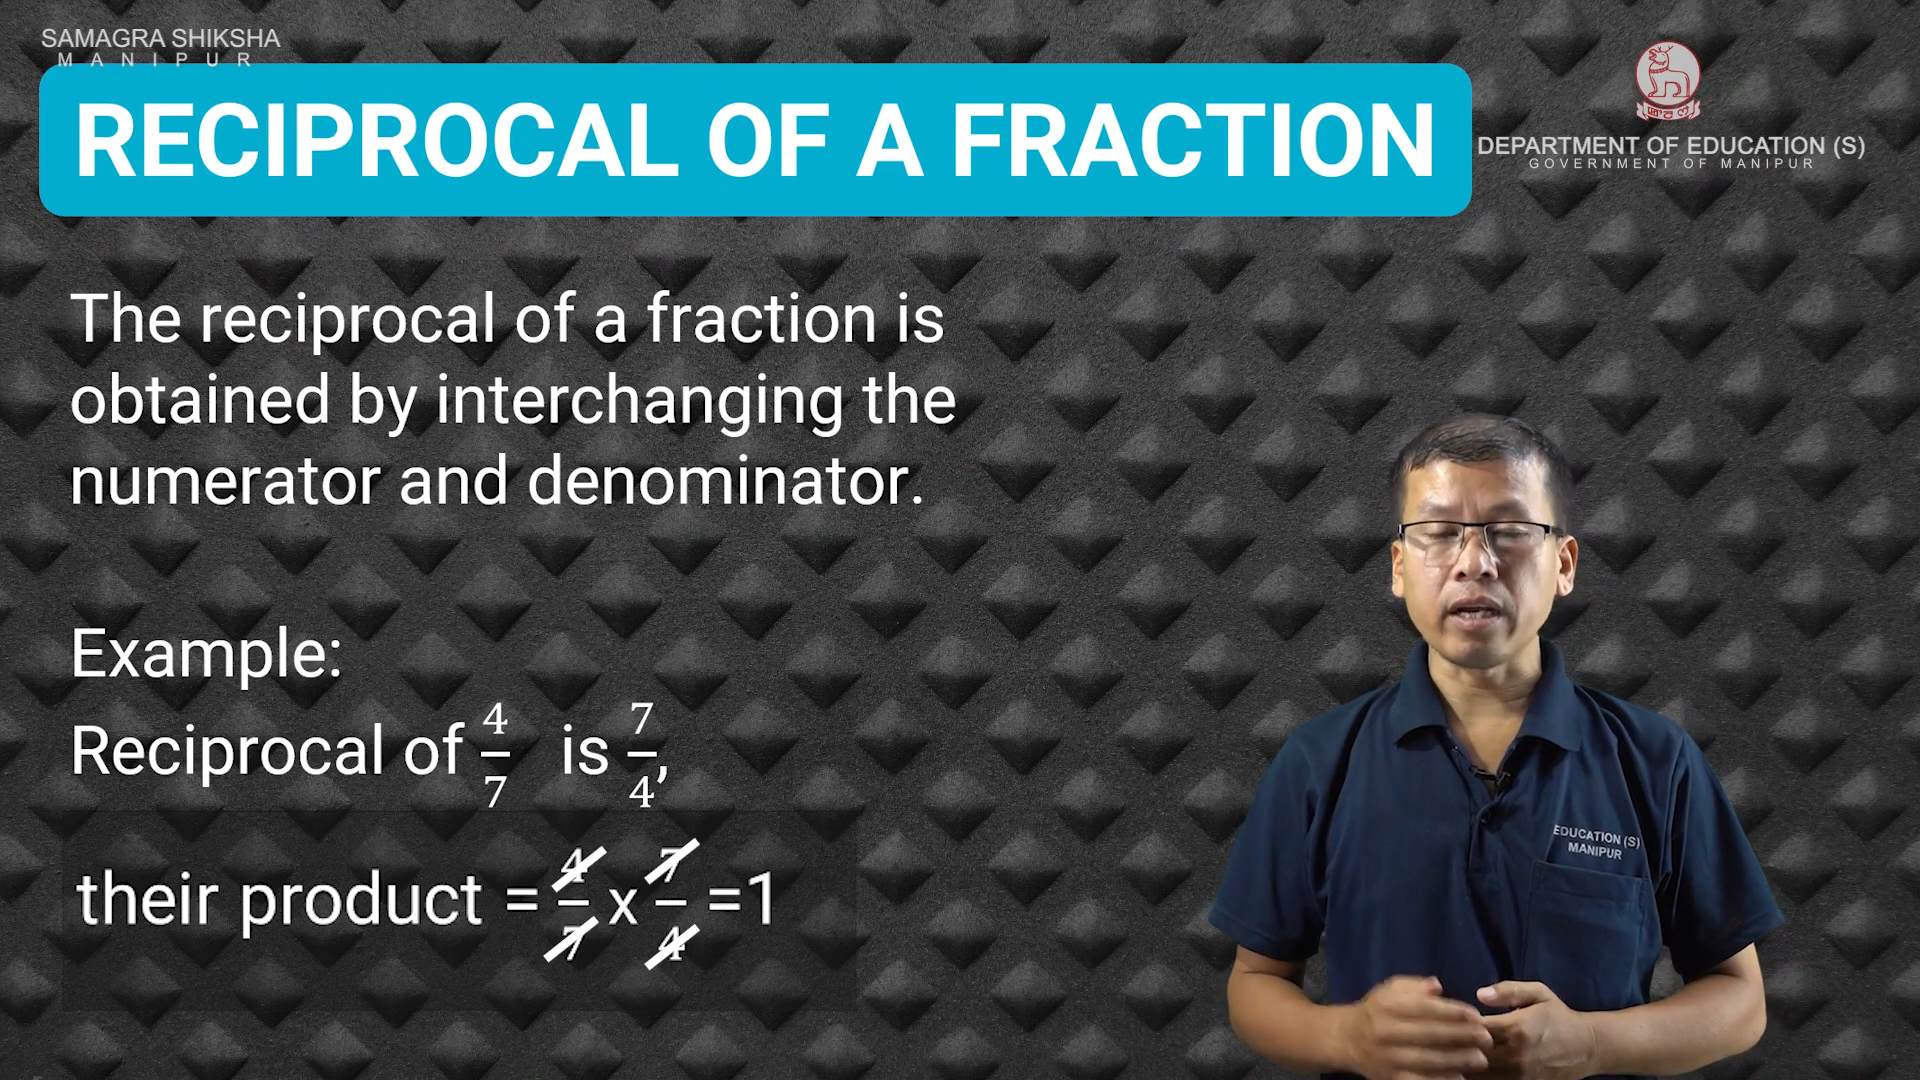 SAMAGRA SHIKSHA
MANIPUR
RECIPROCAL OF A FRACTION
DEPARTMENT OF EDUCATION (S)
GOVERNMENT OF MANIPUR
The reciprocal of a fraction is
obtained by interchanging the
numerator and denominator.
Example:
Reciprocal of 4/7 is 7/4,
their product = 4/7 x 7/4 =1
EDUCATION (S)
MANIPUR